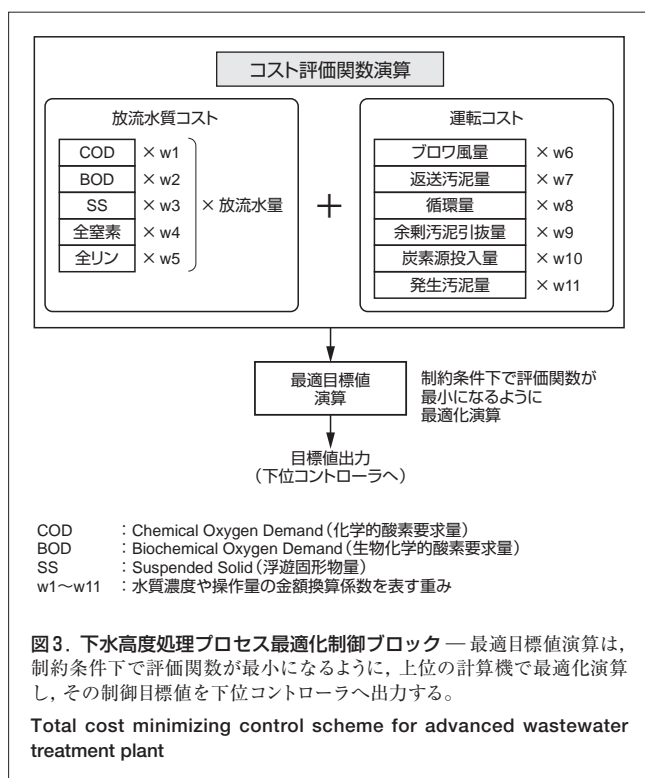 コスト評価関数演算
放流水質コスト
COD × w1
BOD × w2
SS × w3
全窒素 × w4
全リン × w5
× 放流水量
+
運転コスト
ブロワ風量 × w6
返送汚泥量 × w7
循環量 × w8
余剰汚泥引抜量 × w9
炭素源投入量 × w10
発生汚泥量 × w11
最適目標値
演算
制約条件下で評価関数が
最小になるように
最適化演算
目標値出力
(下位コントローラへ)
COD :Chemical Oxygen Demand(化学的酸素要求量)
BOD :Biochemical Oxygen Demand(生物化学的酸素要求量)
SS :Suspended Solid(浮遊固形物量)
w1~w11 :水質濃度や操作量の金額換算係数を表す重み
図3.下水高度処理プロセス最適化制御ブロック — 最適目標値演算は,
制約条件下で評価関数が最小になるように,上位の計算機で最適化演算
し,その制御目標値を下位コントローラへ出力する。
Total cost minimizing control scheme for advanced wastewater
treatment plant